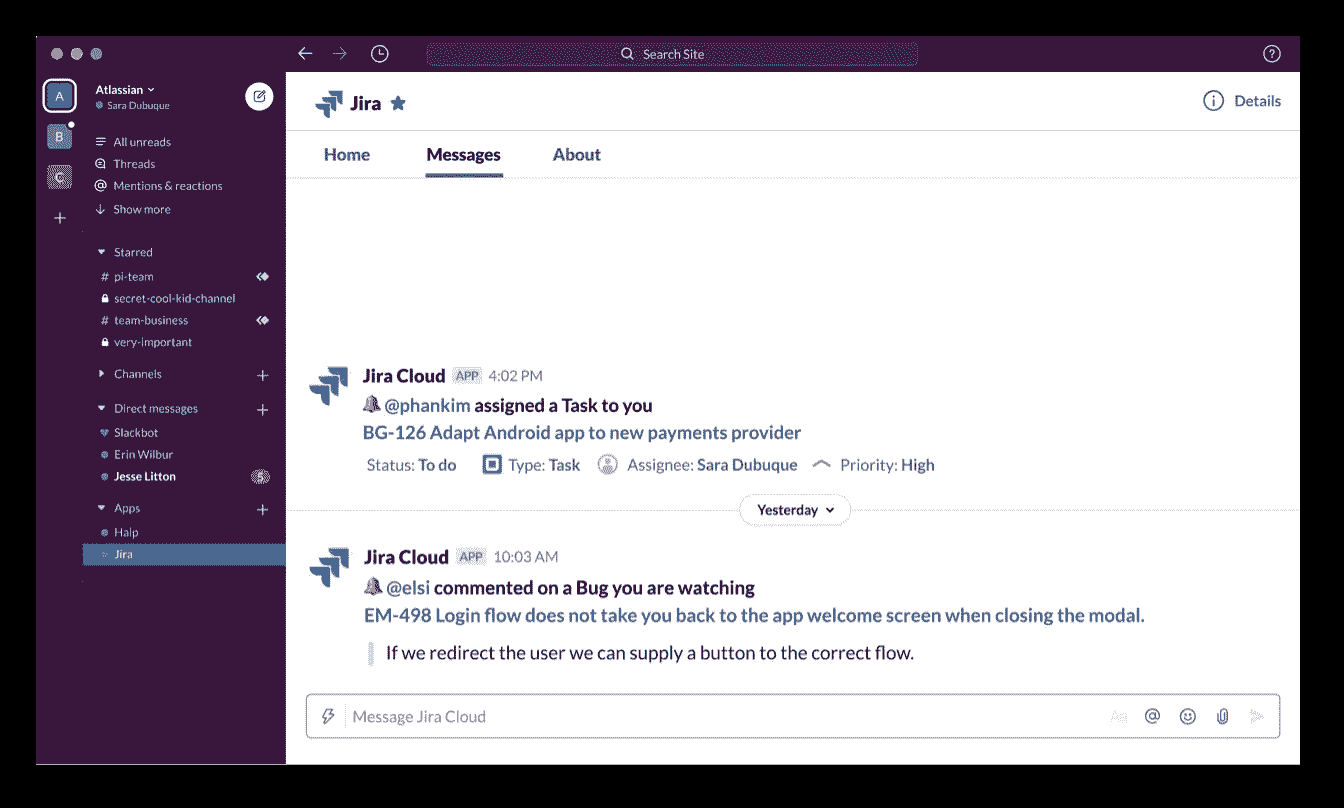 Search Site
A
B
C
Atlassian
Sara Dubuque
All unreads
Threads
Mentions & reactions
Show more
Starred
# pi-team
secret-cool-kid-channel
# team-business
very-important
Channels
Direct messages
Slackbot
Erin Wilbur
Jesse Litton 5
Apps
Halp
Jira
Jira
Details
Home Messages About
Jira Cloud APP 4:02 PM
@phankim assigned a Task to you
BG-126 Adapt Android app to new payments provider
Status: To do Type: Task Assignee: Sara Dubuque Priority: High
Yesterday
Jira Cloud APP 10:03 AM
@elsi commented on a Bug you are watching
EM-498 Login flow does not take you back to the app welcome screen when closing the modal.
If we redirect the user we can supply a button to the correct flow.
Message Jira Cloud Aa @